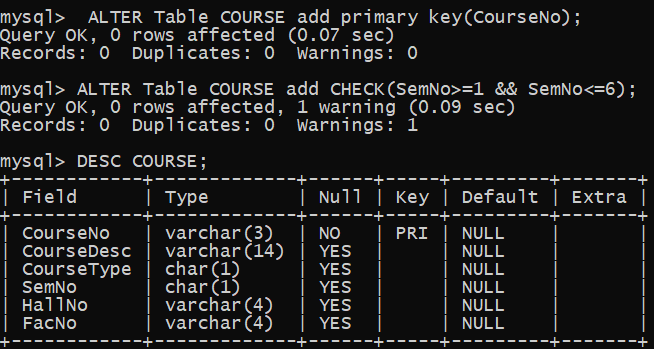 mysql>  ALTER Table COURSE add primary key(CourseNo);
Query OK, 0 rows affected (0.07 sec)
Records: 0  Duplicates: 0  Warnings: 0
mysql> ALTER Table COURSE add CHECK(SemNo>=1 && SemNo<=6);
Query OK, 0 rows affected, 1 warning (0.09 sec)
Records: 0  Duplicates: 0  Warnings: 1
mysql> DESC COURSE;
+------------+-------------+------+-----+---------+-------+
| Field      | Type        | Null | Key | Default | Extra |
+------------+-------------+------+-----+---------+-------+
| CourseNo   | varchar(3)  | NO   | PRI | NULL    |       |
| CourseDesc | varchar(14) | YES  |     | NULL    |       |
| CourseType | char(1)     | YES  |     | NULL    |       |
| SemNo      | char(1)     | YES  |     | NULL    |       |
| HallNo     | varchar(4)  | YES  |     | NULL    |       |
| FacNo      | varchar(4)  | YES  |     | NULL    |       |
+------------+-------------+------+-----+---------+-------+